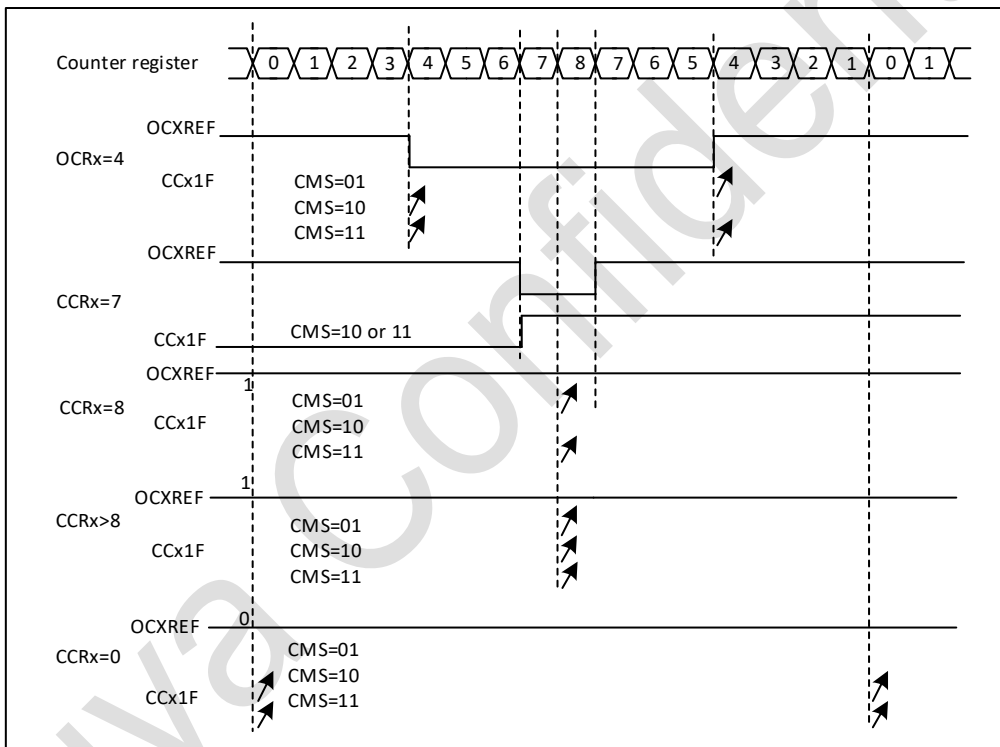 Counter register 0 1 2 3 4 5 6 7 8 7 6 5 4 3 2 1 0 1
OCXREF
OCRx=4
CCx1F CMS=01
CMS=10
CMS=11
OCXREF
CCRx=7
CCx1F CMS=10 or 11
OCXREF 1
CCRx=8 CMS=01
CCx1F CMS=10
CMS=11
OCXREF 1
CCRx>8 CMS=01
CCx1F CMS=10
CMS=11
OCXREF 0
CCRx=0 CMS=01
CMS=10
CCx1F CMS=11